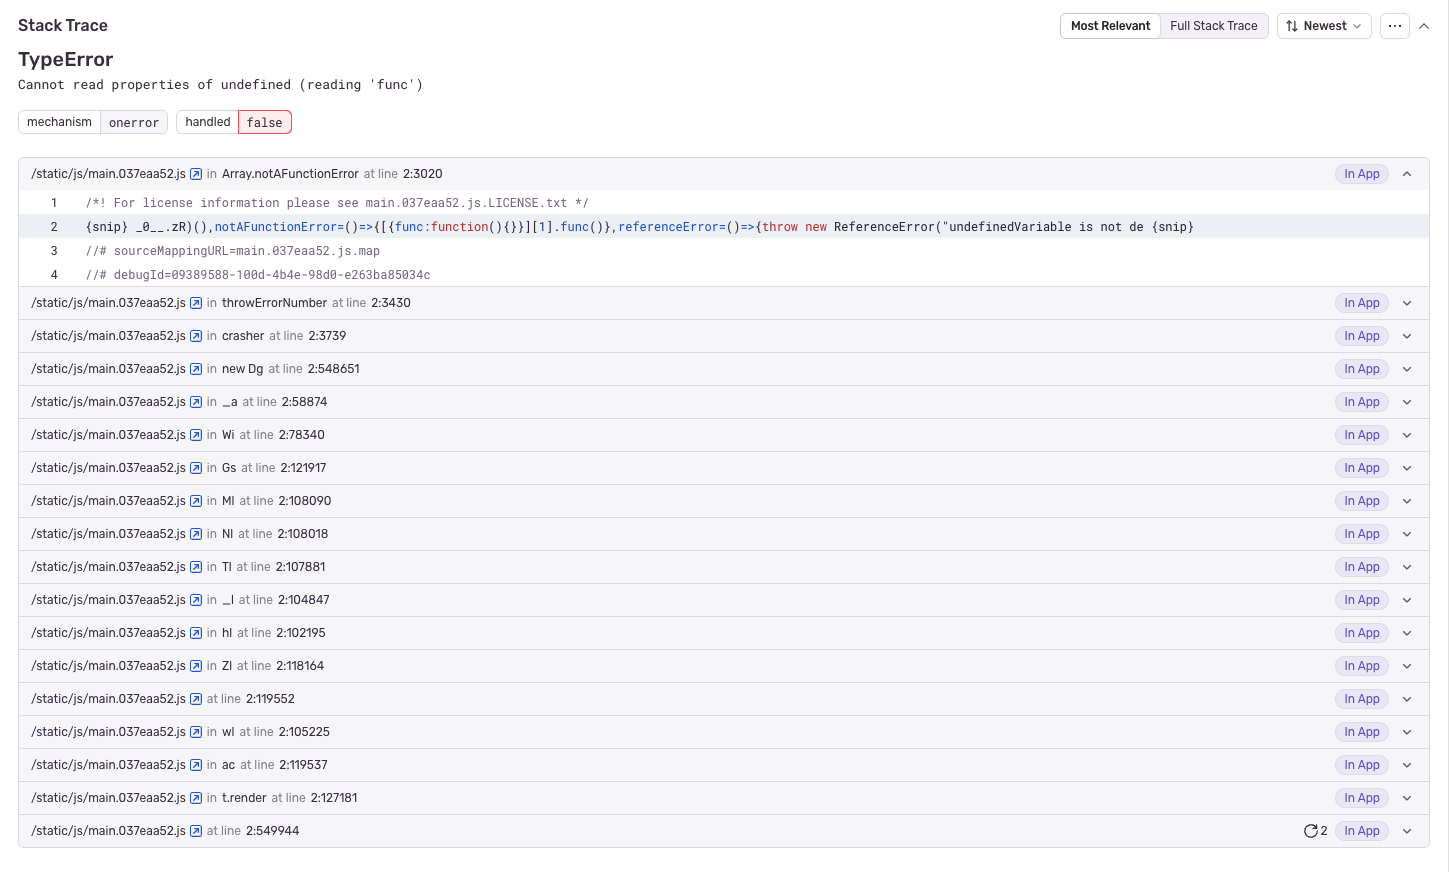 Stack Trace
Most Relevant Full Stack Trace Newest ...
TypeError
Cannot read properties of undefined (reading 'func')
mechanism onerror handled false
/static/js/main.037eaa52.js in Array.notAFunctionError at line 2:3020 In App
1 /*! For license information please see main.037eaa52.js.LICENSE.txt */
2 {snip} _0__.zR)(),notAFunctionError=()=>{[{func:function(){}}][1].func()},referenceError=()=>{throw new ReferenceError("undefinedVariable is not de {snip}
3 //# sourceMappingURL=main.037eaa52.js.map
4 //# debugId=09389588-100d-4b4e-98d0-e263ba85034c
/static/js/main.037eaa52.js in throwErrorNumber at line 2:3430 In App
/static/js/main.037eaa52.js in crasher at line 2:3739 In App
/static/js/main.037eaa52.js in new Dg at line 2:548651 In App
/static/js/main.037eaa52.js in _a at line 2:58874 In App
/static/js/main.037eaa52.js in Wi at line 2:78340 In App
/static/js/main.037eaa52.js in Gs at line 2:121917 In App
/static/js/main.037eaa52.js in Ml at line 2:108090 In App
/static/js/main.037eaa52.js in Nl at line 2:108018 In App
/static/js/main.037eaa52.js in Tl at line 2:107881 In App
/static/js/main.037eaa52.js in _l at line 2:104847 In App
/static/js/main.037eaa52.js in hl at line 2:102195 In App
/static/js/main.037eaa52.js in Zl at line 2:118164 In App
/static/js/main.037eaa52.js at line 2:119552 In App
/static/js/main.037eaa52.js in wl at line 2:105225 In App
/static/js/main.037eaa52.js in ac at line 2:119537 In App
/static/js/main.037eaa52.js in t.render at line 2:127181 In App
/static/js/main.037eaa52.js at line 2:549944 2 In App